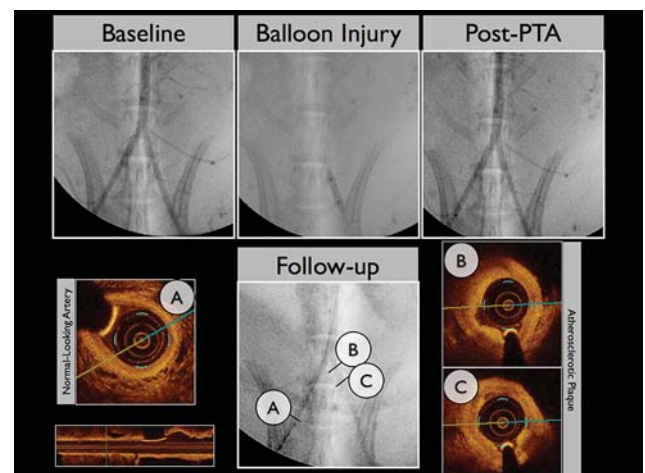 Baseline
Balloon Injury
Post-PTA
Normal-Looking Artery
A
Follow-up
B
C
A
B
C
Atherosclerotic Plaque